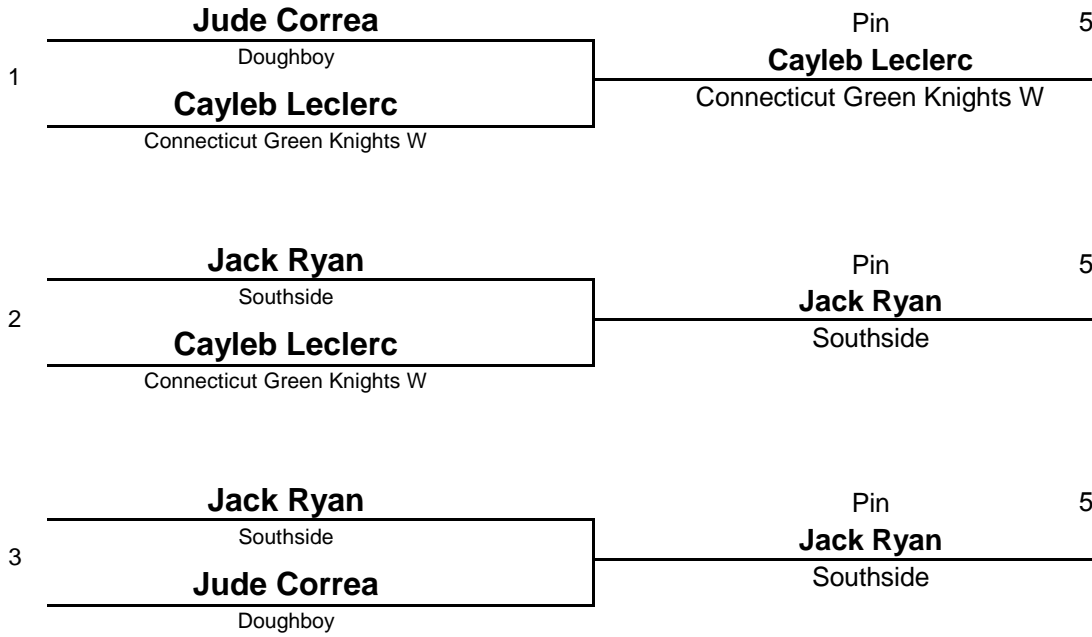 Jude Correa
Pin 5
Doughboy
Cayleb Leclerc
1
Cayleb Leclerc
Connecticut Green Knights W
Connecticut Green Knights W
Jack Ryan
Pin 5
Southside
Jack Ryan
2
Cayleb Leclerc
Southside
Connecticut Green Knights W
Jack Ryan
Pin 5
Southside
Jack Ryan
3
Jude Correa
Southside
Doughboy